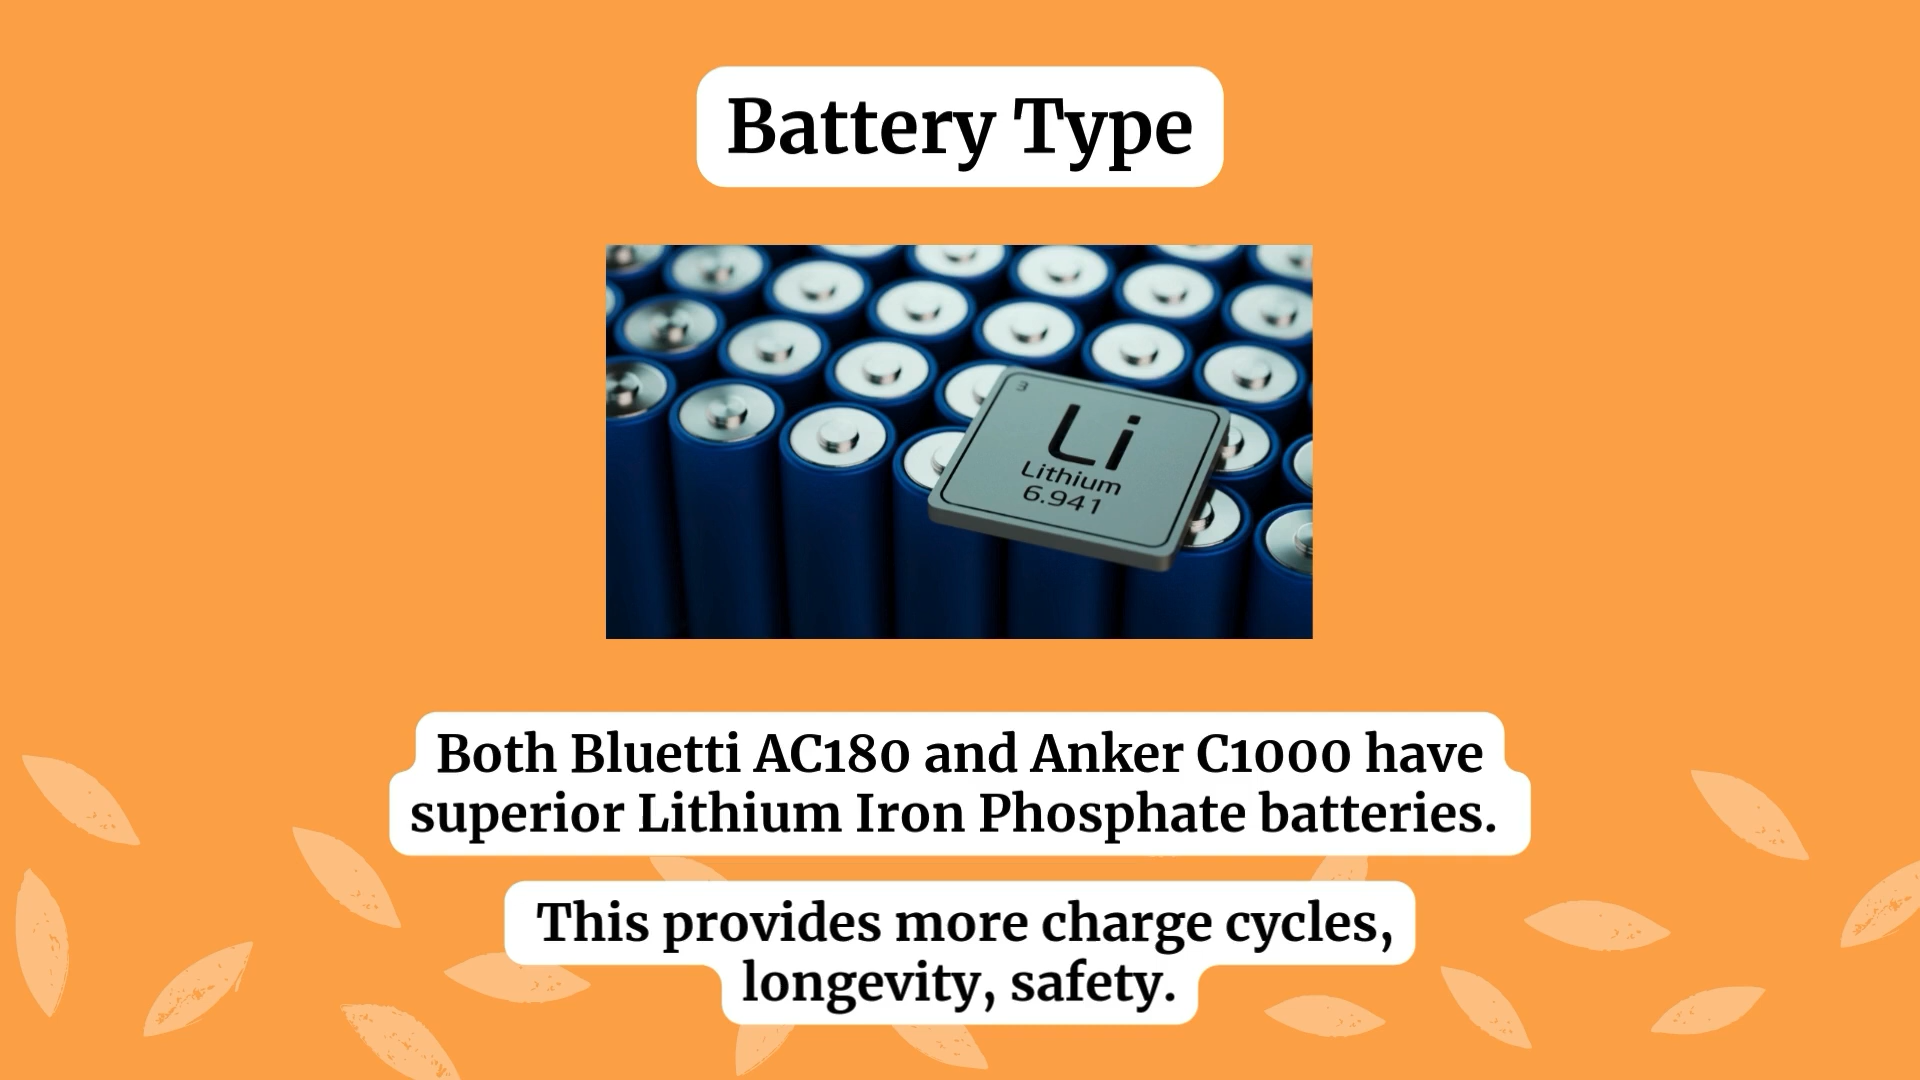 Battery Type
3
Li
Lithium
6.941
Both Bluetti AC180 and Anker C1000 have
superior Lithium Iron Phosphate batteries.
This provides more charge cycles,
longevity, safety.